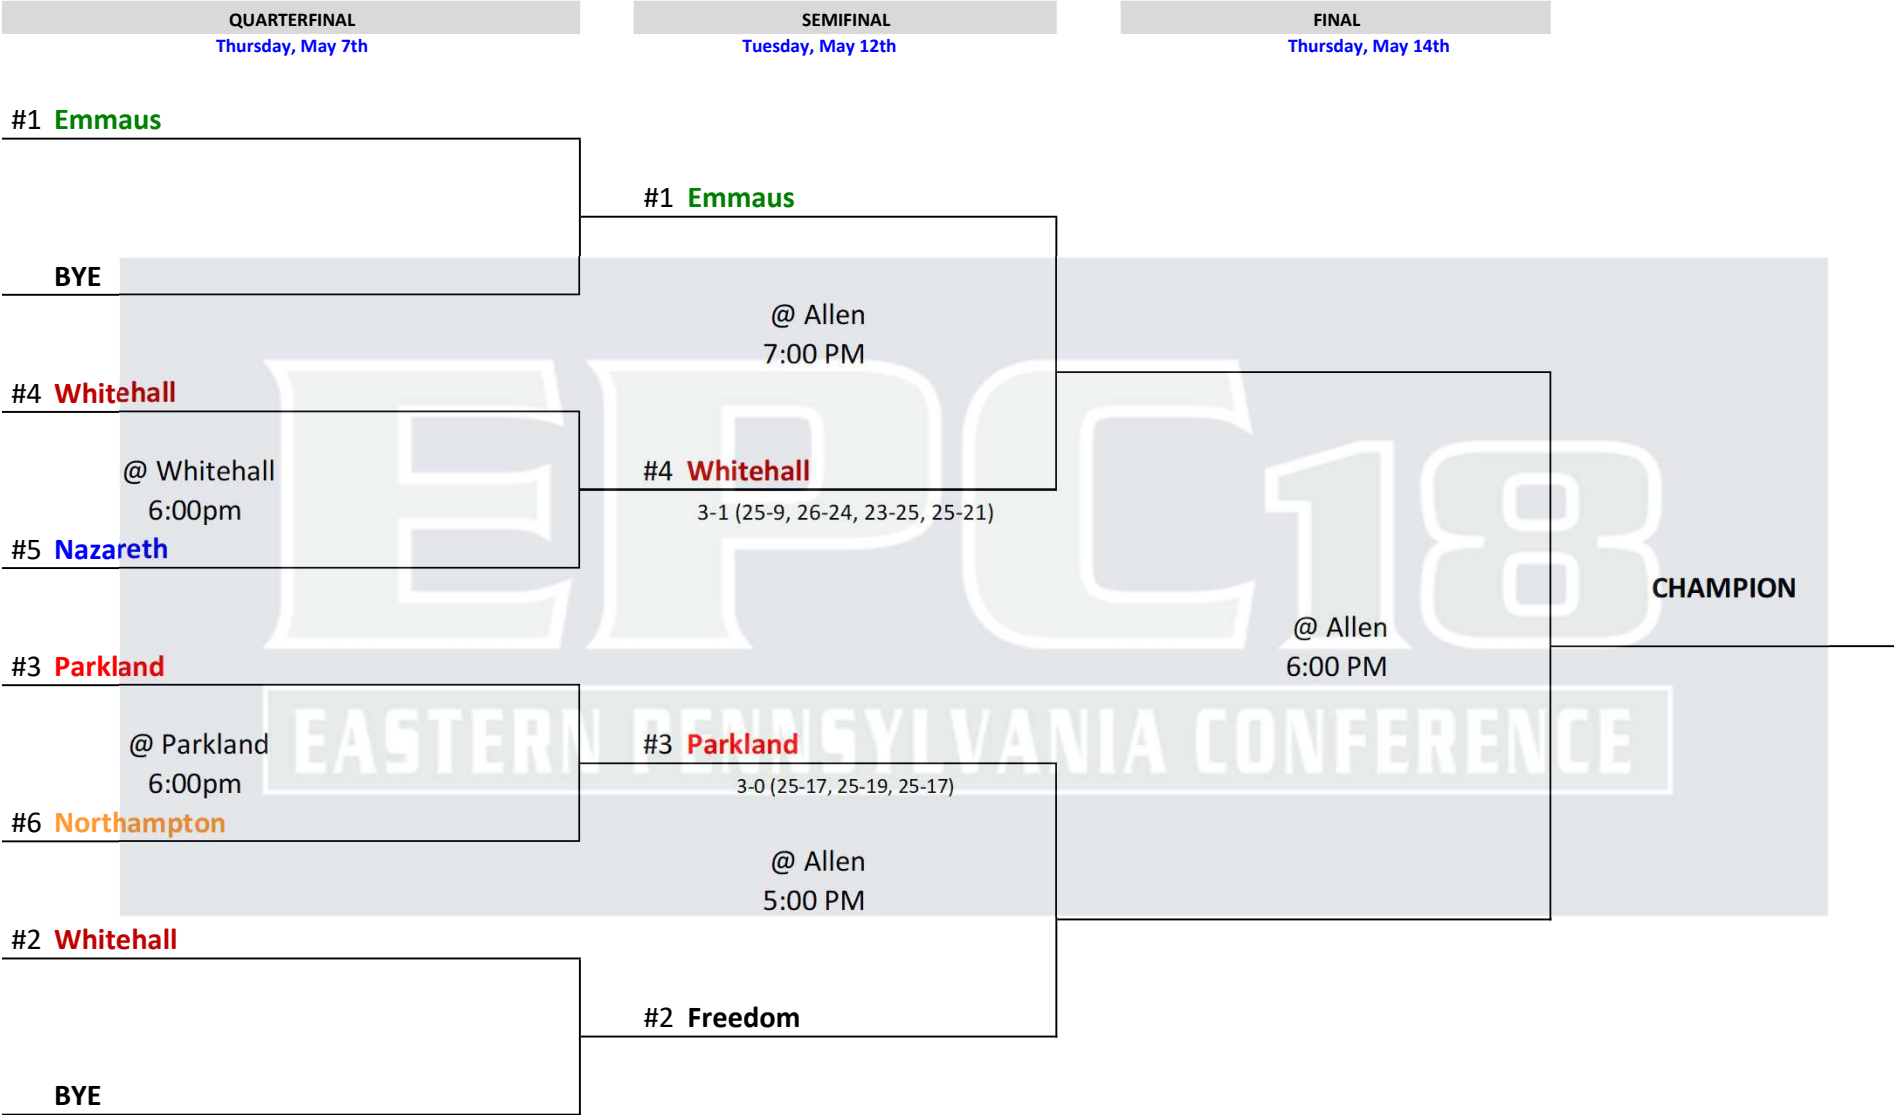 QUARTERFINAL
Thursday, May 7th
SEMIFINAL
Tuesday, May 12th
FINAL
Thursday, May 14th
#1 Emmaus
#1 Emmaus
BYE
@ Allen
7:00 PM
#4 Whitehall
@ Whitehall
6:00pm
#4 Whitehall
3-1 (25-9, 26-24, 23-25, 25-21)
#5 Nazareth
EPC18
CHAMPION
@ Allen
6:00 PM
#3 Parkland
@ Parkland
6:00pm
#3 Parkland
3-0 (25-17, 25-19, 25-17)
EASTERN PENNSYLVANIA CONFERENCE
#6 Northampton
@ Allen
5:00 PM
#2 Whitehall
#2 Freedom
BYE